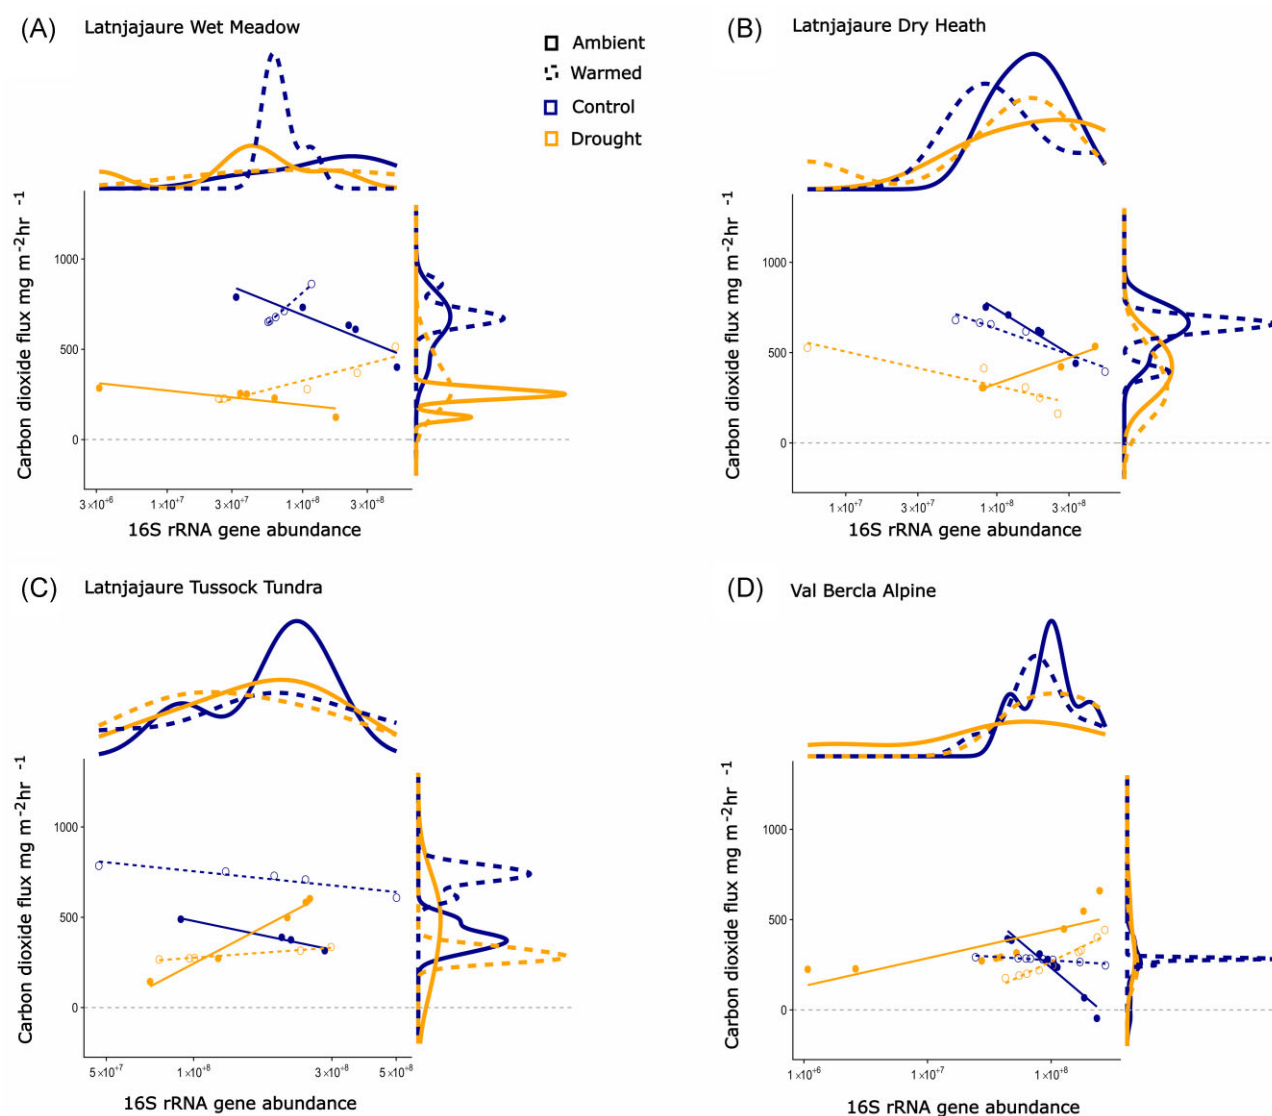 (A) Latnjajaure Wet Meadow
Ambient
Warmed
Control
Drought
Carbon dioxide flux mg m⁻²hr ⁻¹
1000
500
0
3×10⁺⁶ 1×10⁺⁷ 3×10⁺⁷ 1×10⁺⁸ 3×10⁺⁸
16S rRNA gene abundance
(B) Latnjajaure Dry Heath
Carbon dioxide flux mg m⁻²hr ⁻¹
1000
500
0
1×10⁺⁷ 3×10⁺⁷ 1×10⁺⁸ 3×10⁺⁸
16S rRNA gene abundance
(C) Latnjajaure Tussock Tundra
Carbon dioxide flux mg m⁻²hr ⁻¹
1000
500
0
5×10⁺⁷ 1×10⁺⁸ 3×10⁺⁸ 5×10⁺⁸
16S rRNA gene abundance
(D) Val Bercla Alpine
Carbon dioxide flux mg m⁻²hr ⁻¹
1000
500
0
1×10⁺⁶ 1×10⁺⁷ 1×10⁺⁸
16S rRNA gene abundance